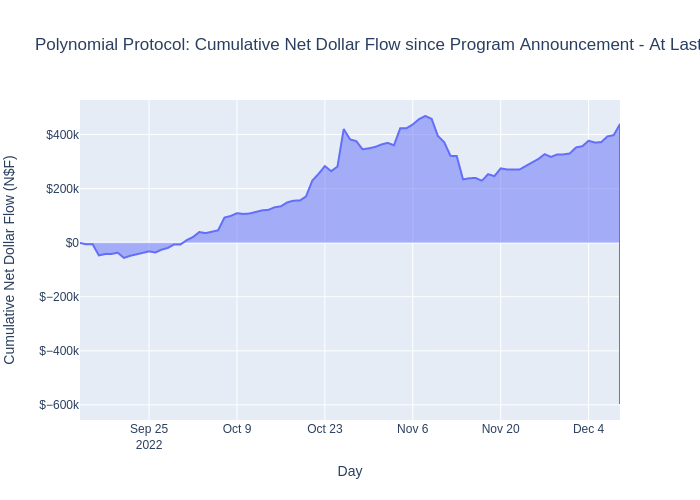 Polynomial Protocol: Cumulative Net Dollar Flow since Program Announcement - At Last
Cumulative Net Dollar Flow (N$F)
$400k
$200k
$0
$−200k
$−400k
$−600k
Sep 25
2022
Oct 9
Oct 23
Nov 6
Nov 20
Dec 4
Day